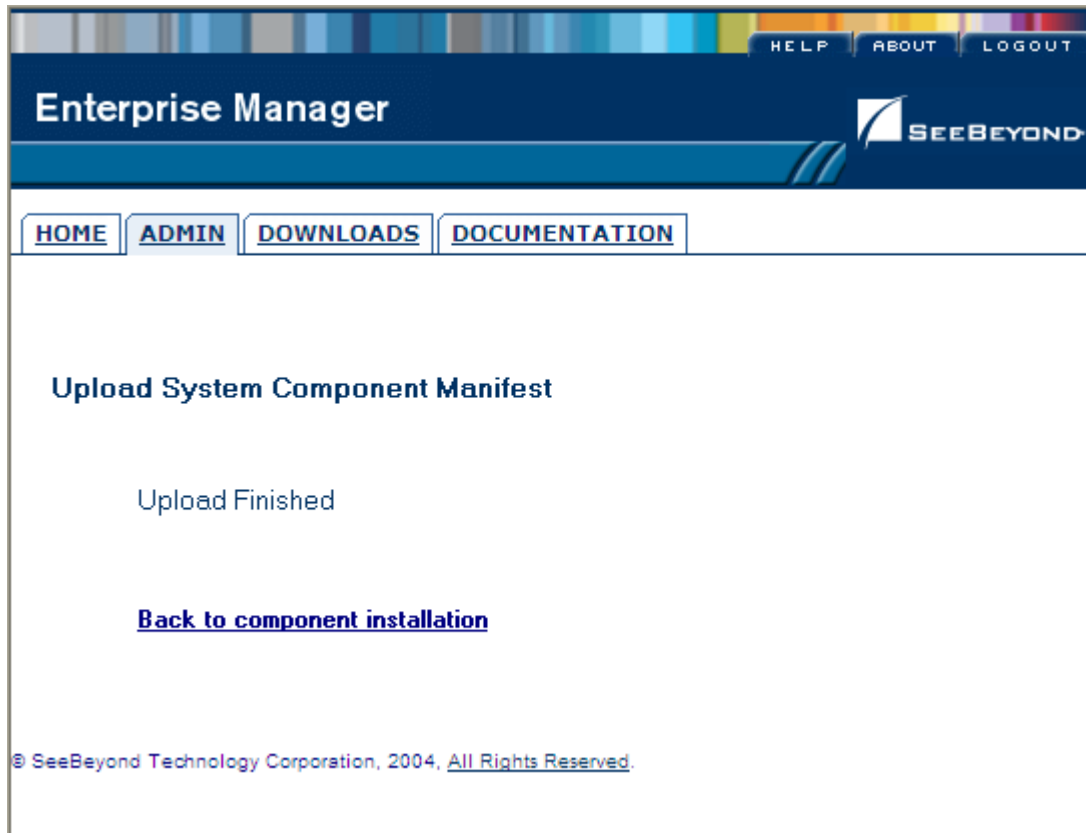 HELP ABOUT LOGOUT
Enterprise Manager
SEEBEYOND
HOME ADMIN DOWNLOADS DOCUMENTATION
Upload System Component Manifest
Upload Finished
Back to component installation
© SeeBeyond Technology Corporation, 2004, All Rights Reserved.